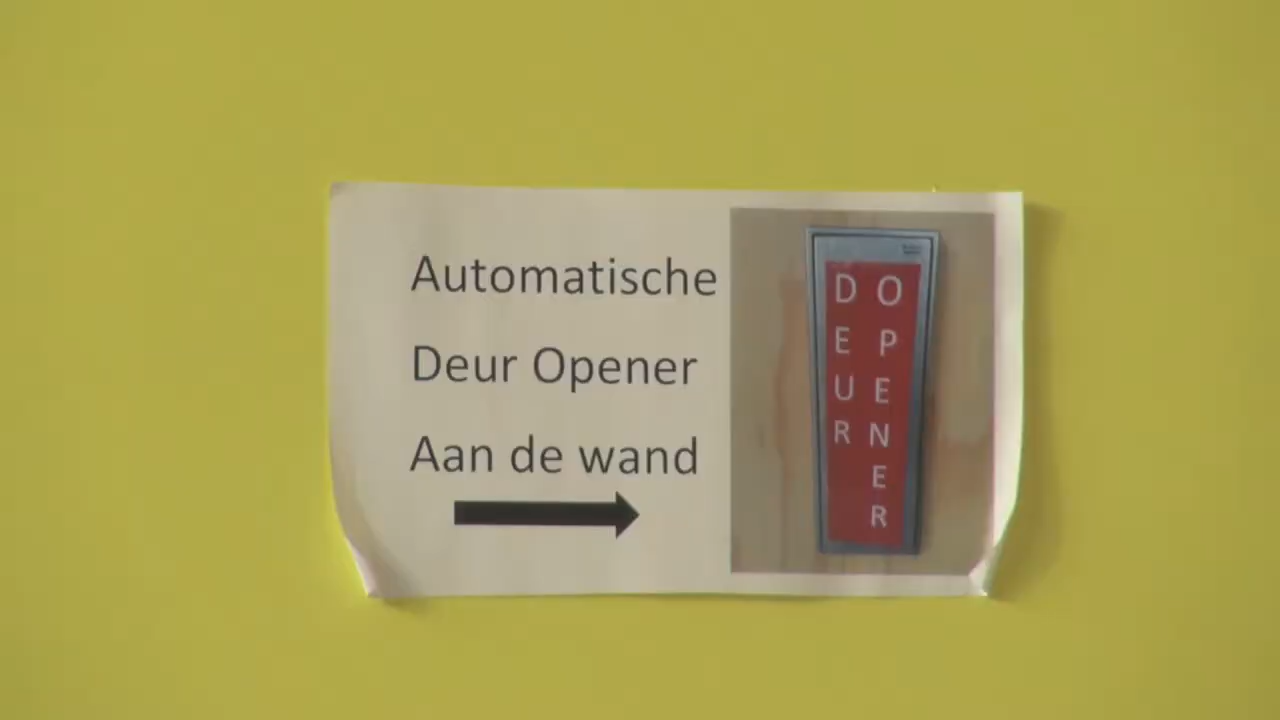 Automatische
Deur Opener
Aan de wand
DEUR
OPENER